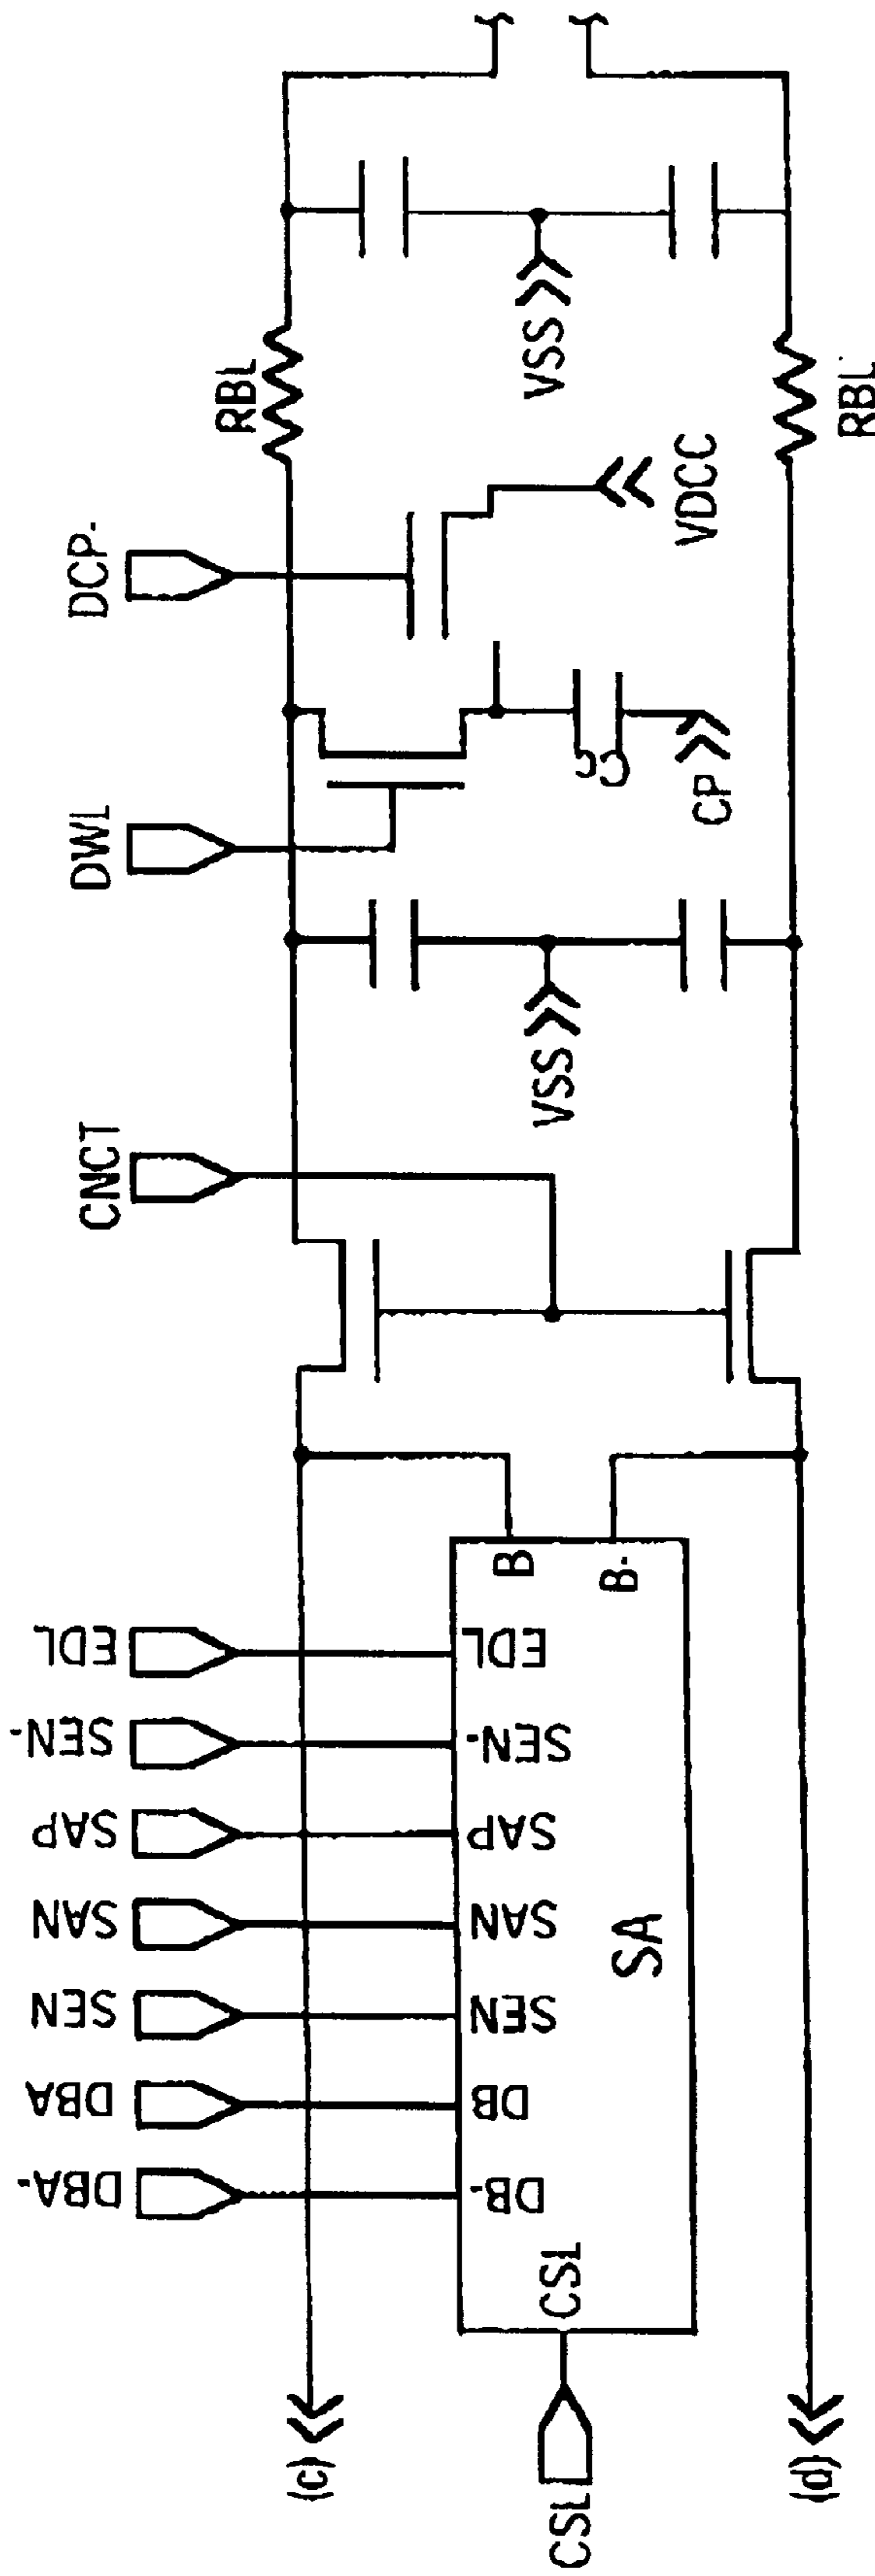 DBA-
DBA
SEN
SAN
SAP
SEN-
EDL
CNCT
DWL
DCP-
(c)
RBL
CSL
CSL
DB-
DB
SEN
SAN
SAP
SEN-
EDL
SA
B
B-
VSS
CP
VDCC
VSS
(d)
RBL